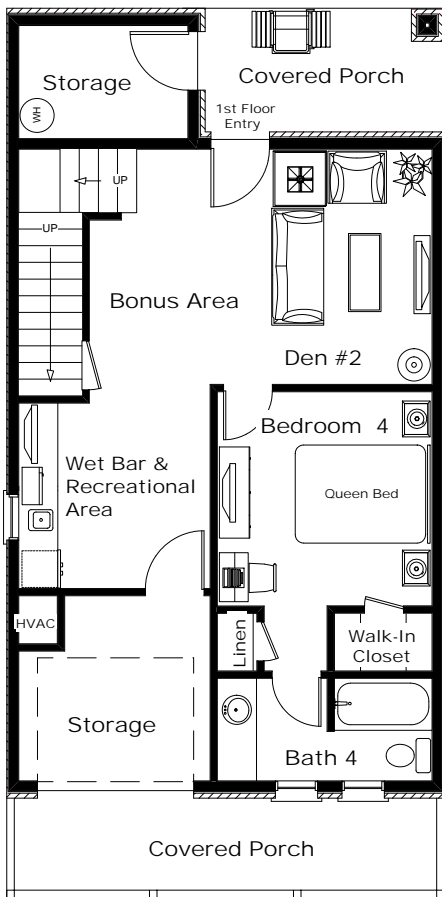 Storage
Covered Porch
WH
1st Floor
Entry
UP
UP
Bonus Area
Den #2
Bedroom 4
Wet Bar &
Recreational
Area
Queen Bed
HVAC
Linen
Walk-In
Closet
Storage
Bath 4
Covered Porch